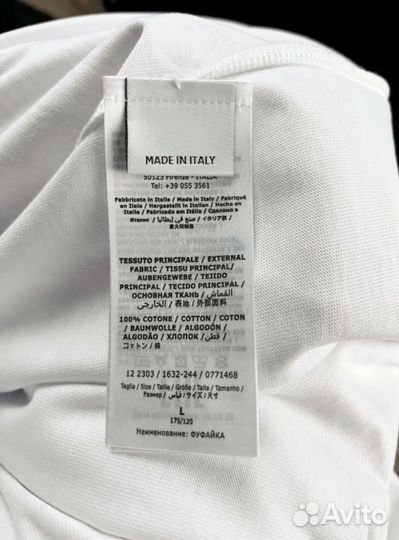 MADE IN ITALY
50123 Firenze - ITALIA
Tel: +39 055 3561
Fabbricato in Italia / Made in Italy / Fabriqué
en Italie / Hergestellt in Italien / Hecho en
Italia / Fabricado em Itália / Сделано в
Италии / صنع في إيطاليا / イタリア製 /
意大利制造
TESSUTO PRINCIPALE / EXTERNAL
FABRIC / TISSU PRINCIPAL/
AUßENGEWEBE / TEJIDO
PRINCIPAL / TECIDO PRINCIPAL /
ОСНОВНАЯ ТКАНЬ / القماش
الخارجي / 表地 / 外部面料
100% COTONE / COTTON / COTON
/ BAUMWOLLE / ALGODÓN /
ALGODÃO / ХЛОПОК / قطن /
コットン / 棉
12 2303 / 1632-244 / 0771468
Taglia / Size / Taille / Größe / Talla / Tamanho /
Размер / قياس / サイズ / 尺寸
L
175/120
Наименование: ФУФАЙКА
Avito